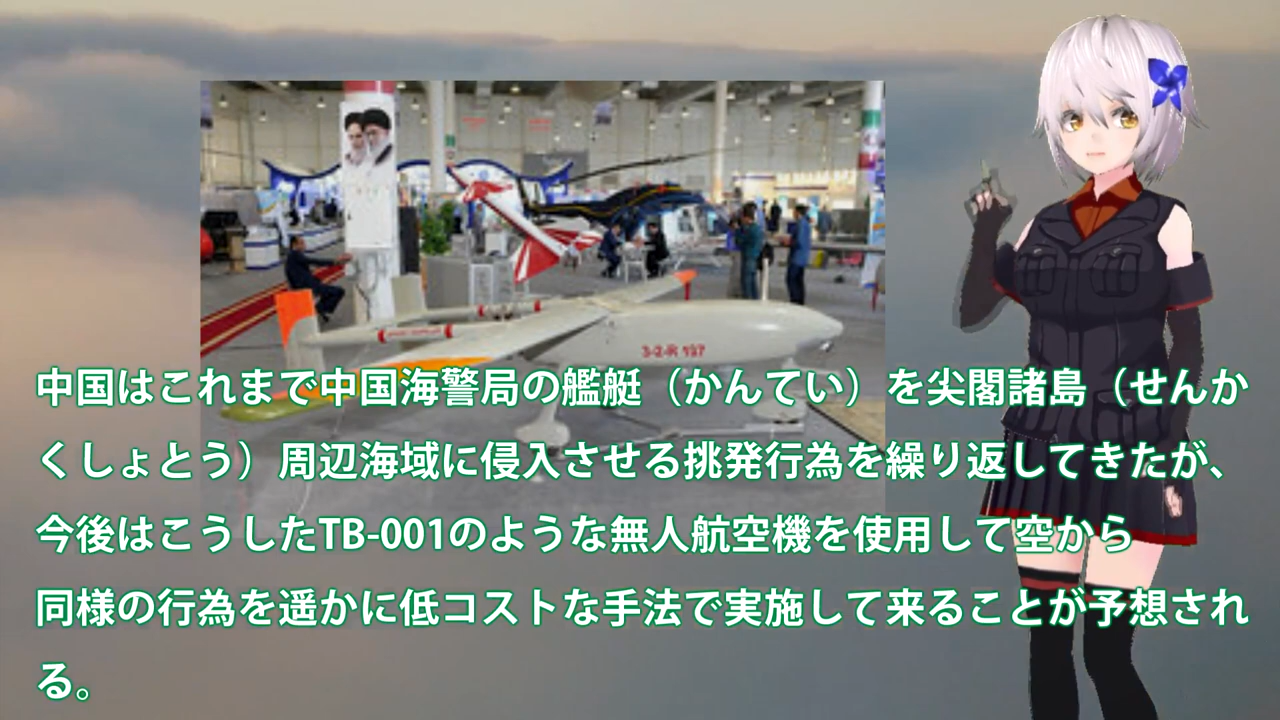 3-2-R 197
中国はこれまで中国海警局の艦艇（かんてい）を尖閣諸島（せんか
くしょとう）周辺海域に侵入させる挑発行為を繰り返してきたが、
今後はこうしたTB-001のような無人航空機を使用して空から
同様の行為を遥かに低コストな手法で実施して来ることが予想され
る。